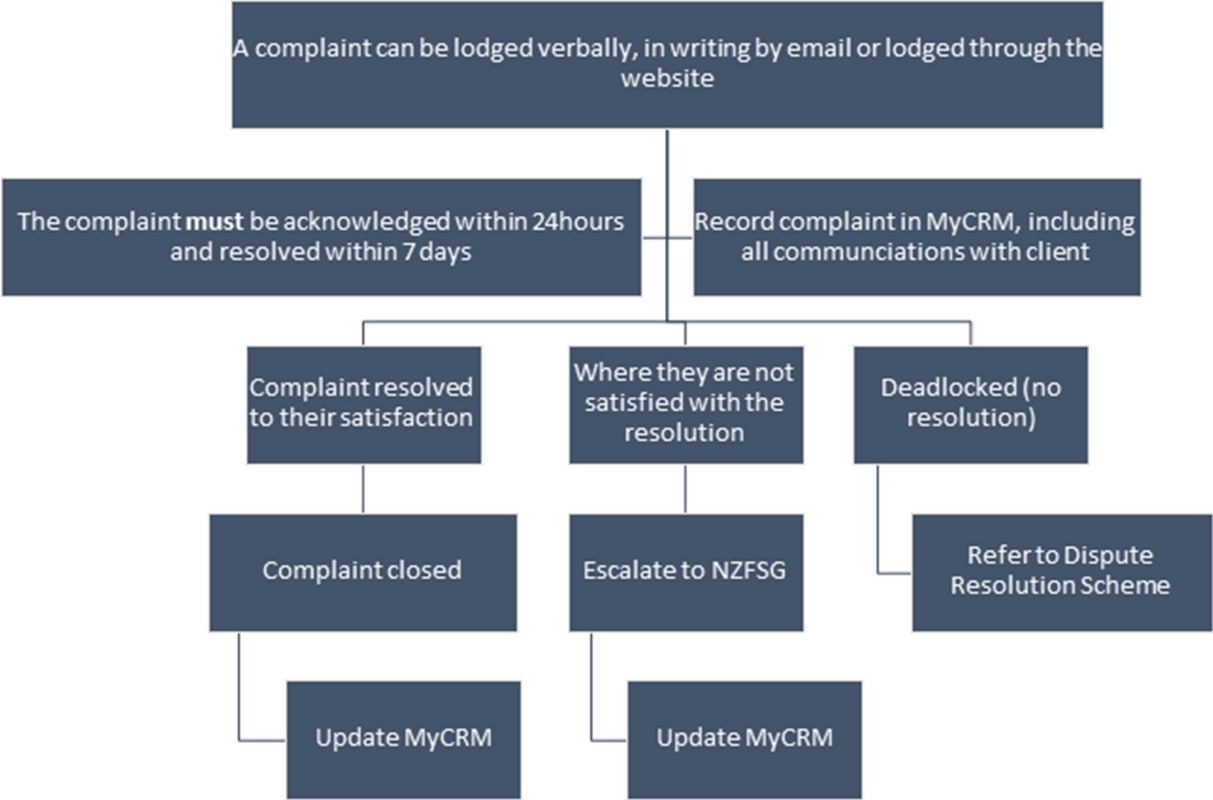 A complaint can be lodged verbally, in writing by email or lodged through the
website
The complaint must be acknowledged within 24hours
and resolved within 7 days
Record complaint in MyCRM, including
all communciations with client
Complaint resolved
to their satisfaction
Where they are not
satisfied with the
resolution
Deadlocked (no
resolution)
Complaint closed
Escalate to NZFSG
Refer to Dispute
Resolution Scheme
Update MyCRM
Update MyCRM